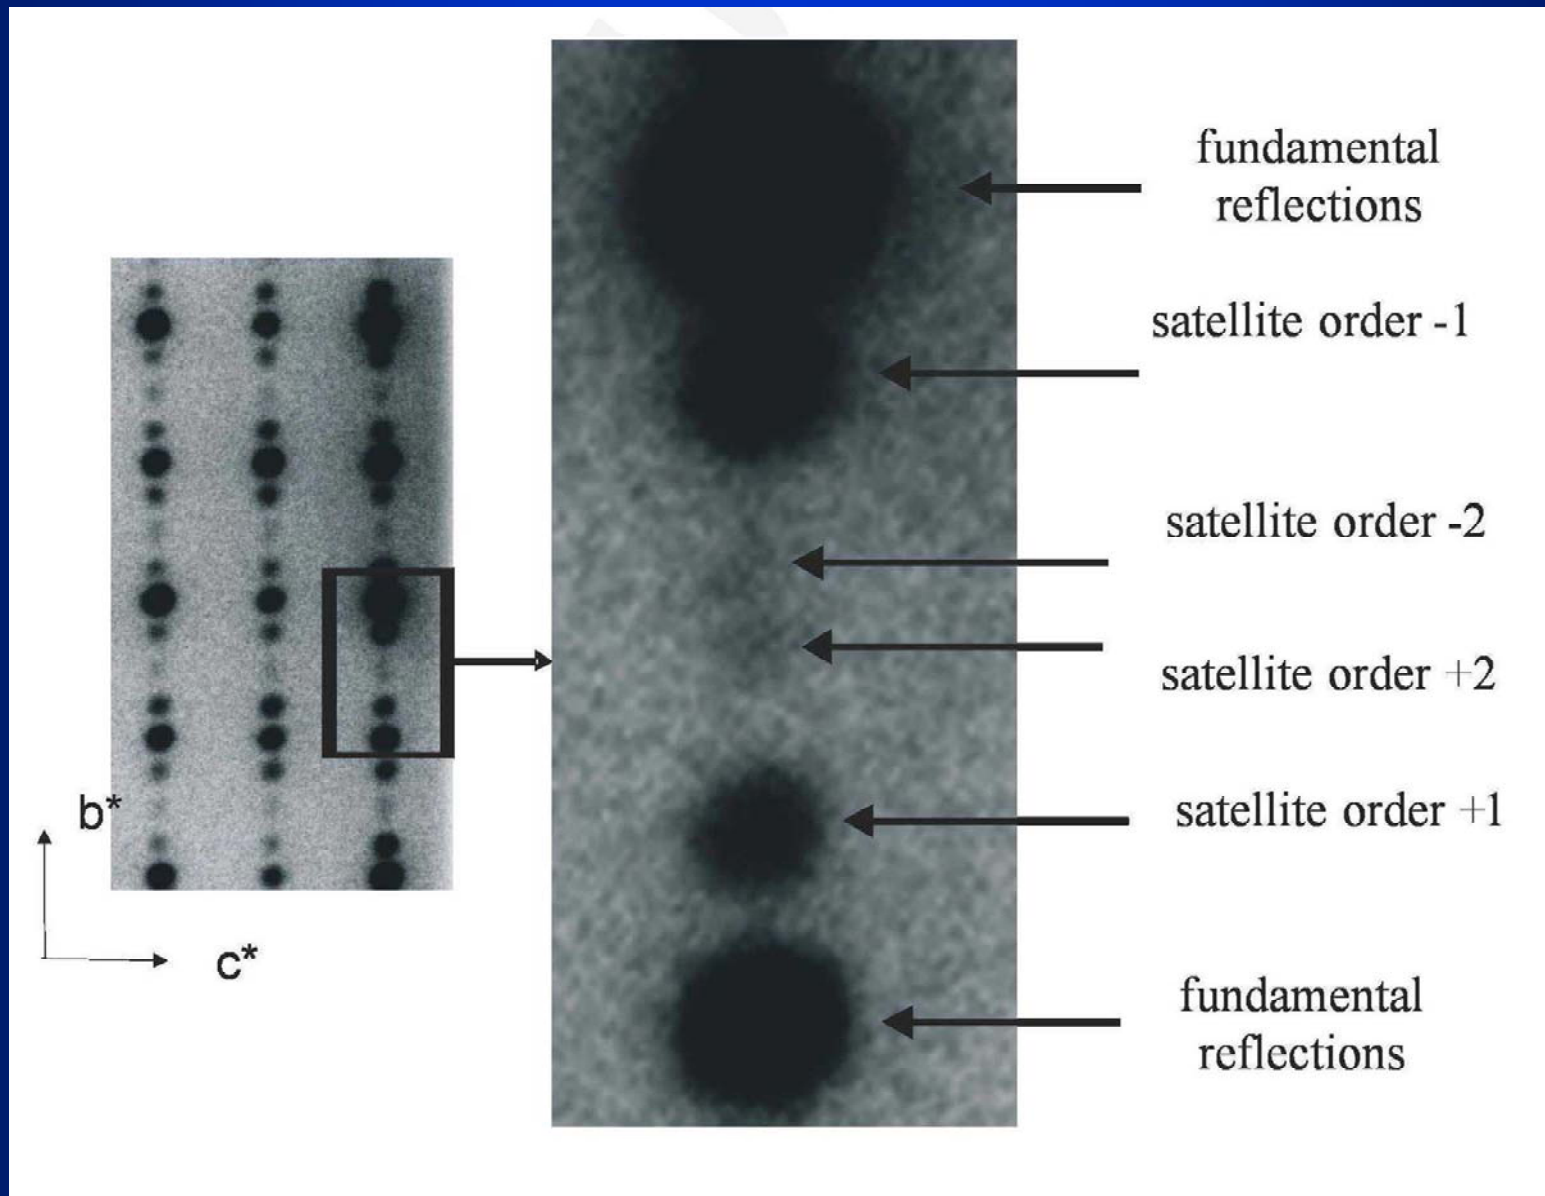 fundamental
reflections
satellite order -1
satellite order -2
satellite order +2
satellite order +1
fundamental
reflections
b*
c*